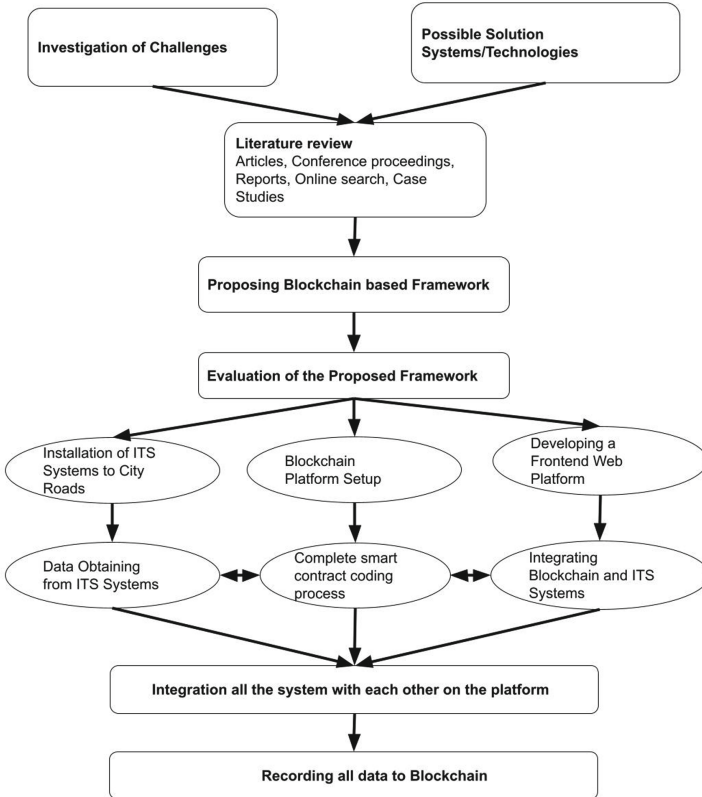 Investigation of Challenges
Possible Solution
Systems/Technologies
Literature review
Articles, Conference proceedings,
Reports, Online search, Case
Studies
Proposing Blockchain based Framework
Evaluation of the Proposed Framework
Installation of ITS
Systems to City
Roads
Blockchain
Platform Setup
Developing a
Frontend Web
Platform
Data Obtaining
from ITS Systems
Complete smart
contract coding
process
Integrating
Blockchain and ITS
Systems
Integration all the system with each other on the platform
Recording all data to Blockchain